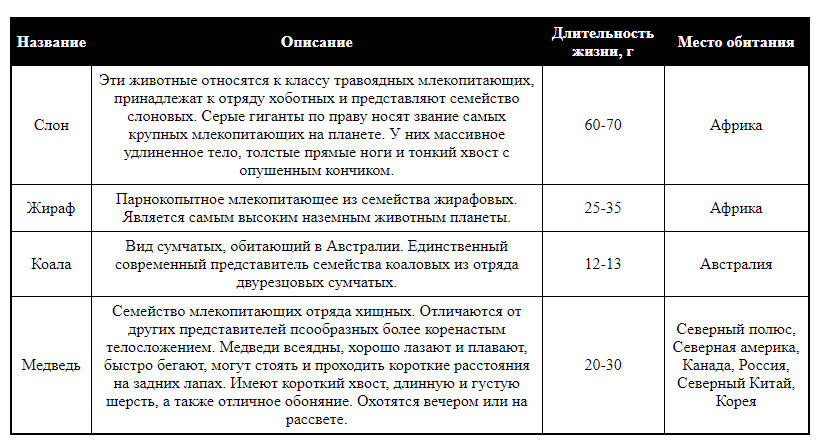 Название
Описание
Длительность
жизни, г
Место обитания
Слон
Эти животные относятся к классу травоядных млекопитающих,
принадлежат к отряду хоботных и представляют семейство
слоновых. Серые гиганты по праву носят звание самых
крупных млекопитающих на планете. У них массивное
удлиненное тело, толстые прямые ноги и тонкий хвост с
опушенным кончиком.
60-70
Африка
Жираф
Парнокопытное млекопитающее из семейства жирафовых.
Является самым высоким наземным животным планеты.
25-35
Африка
Коала
Вид сумчатых, обитающий в Австралии. Единственный
современный представитель семейства коаловых из отряда
двурезцовых сумчатых.
12-13
Австралия
Медведь
Семейство млекопитающих отряда хищных. Отличаются от
других представителей псообразных более коренастым
телосложением. Медведи всеядны, хорошо лазают и плавают,
быстро бегают, могут стоять и проходить короткие расстояния
на задних лапах. Имеют короткий хвост, длинную и густую
шерсть, а также отличное обоняние. Охотятся вечером или на
рассвете.
20-30
Северный полюс,
Северная америка,
Канада, Россия,
Северный Китай,
Корея